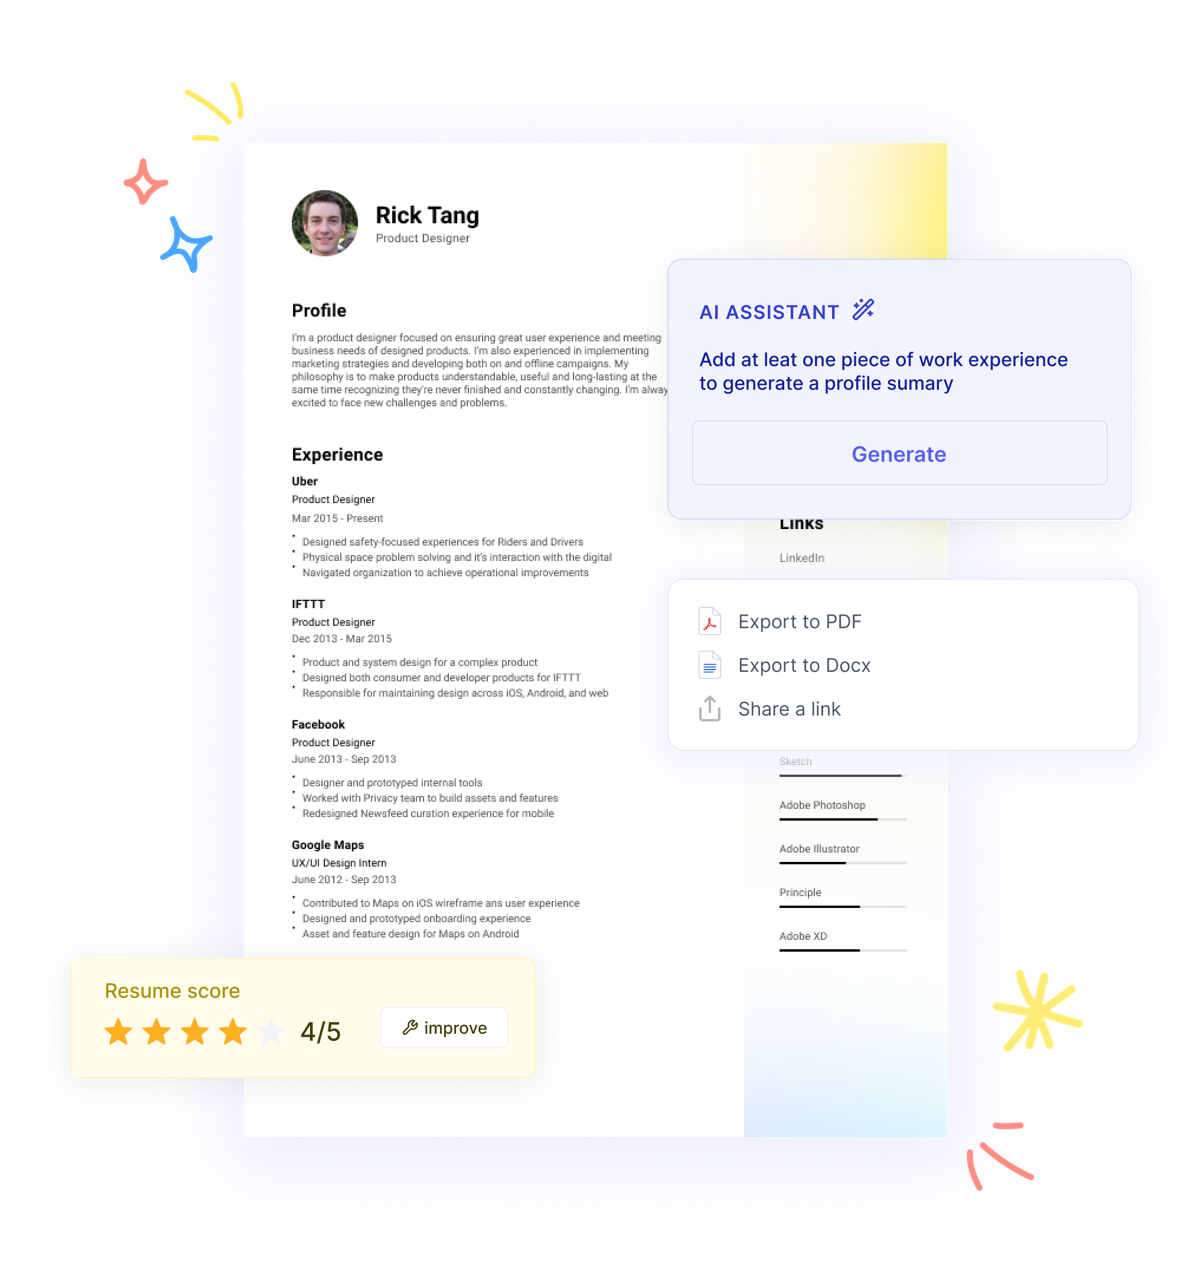 Rick Tang
Product Designer
Profile
I'm a product designer focused on ensuring great user experience and meeting
business needs of designed products. I'm also experienced in implementing
marketing strategies and developing both on and offline campaigns. My
philosophy is to make products understandable, useful and long-lasting at the
same time recognizing they're never finished and constantly changing. I'm alway
excited to face new challenges and problems.
Experience
Uber
Product Designer
Mar 2015 - Present
Designed safety-focused experiences for Riders and Drivers
Physical space problem solving and it's interaction with the digital
Navigated organization to achieve operational improvements
IFTTT
Product Designer
Dec 2013 - Mar 2015
Product and system design for a complex product
Designed both consumer and developer products for IFTTT
Responsible for maintaining design across iOS, Android, and web
Facebook
Product Designer
June 2013 - Sep 2013
Designer and prototyped internal tools
Worked with Privacy team to build assets and features
Redesigned Newsfeed curation experience for mobile
Google Maps
UX/UI Design Intern
June 2012 - Sep 2013
Contributed to Maps on iOS wireframe ans user experience
Designed and prototyped onboarding experience
Asset and feature design for Maps on Android
Resume score
4/5
improve
AI ASSISTANT
Add at leat one piece of work experience
to generate a profile sumary
Generate
Links
LinkedIn
Export to PDF
Export to Docx
Share a link
Sketch
Adobe Photoshop
Adobe Illustrator
Principle
Adobe XD